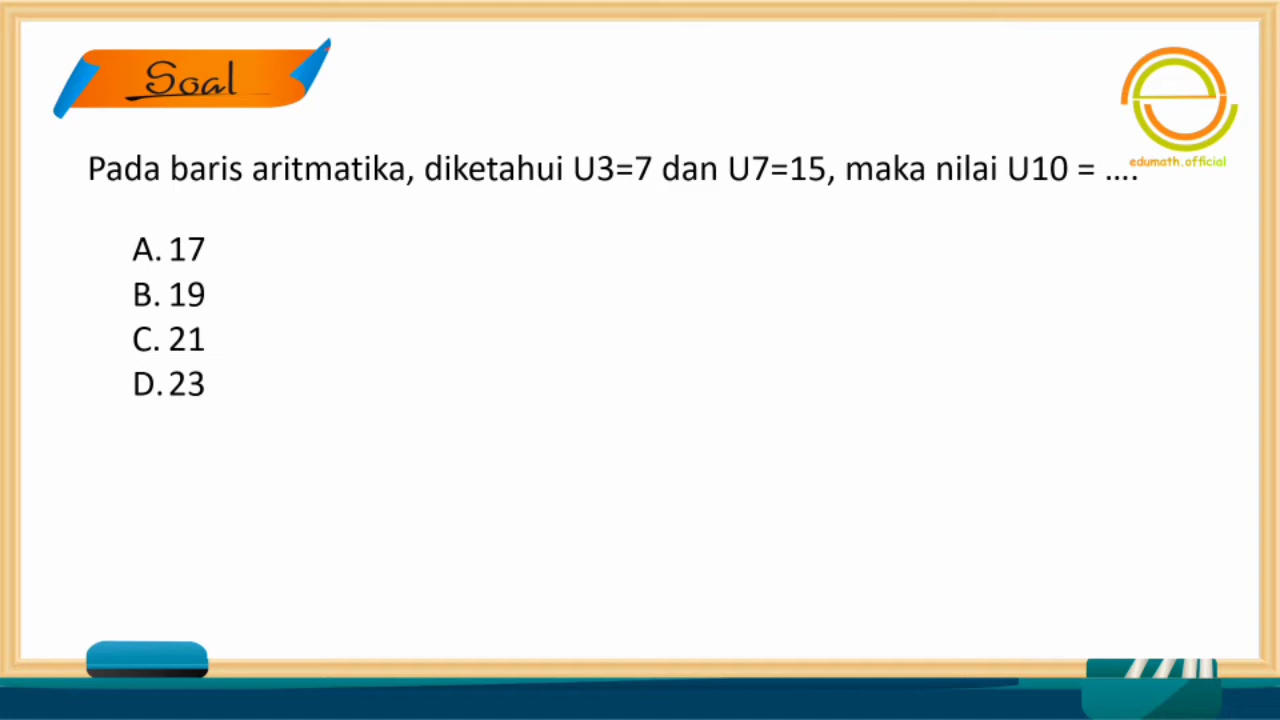 Soal
edumath.official
Pada baris aritmatika, diketahui U3=7 dan U7=15, maka nilai U10 = ….
A. 17
B. 19
C. 21
D. 23